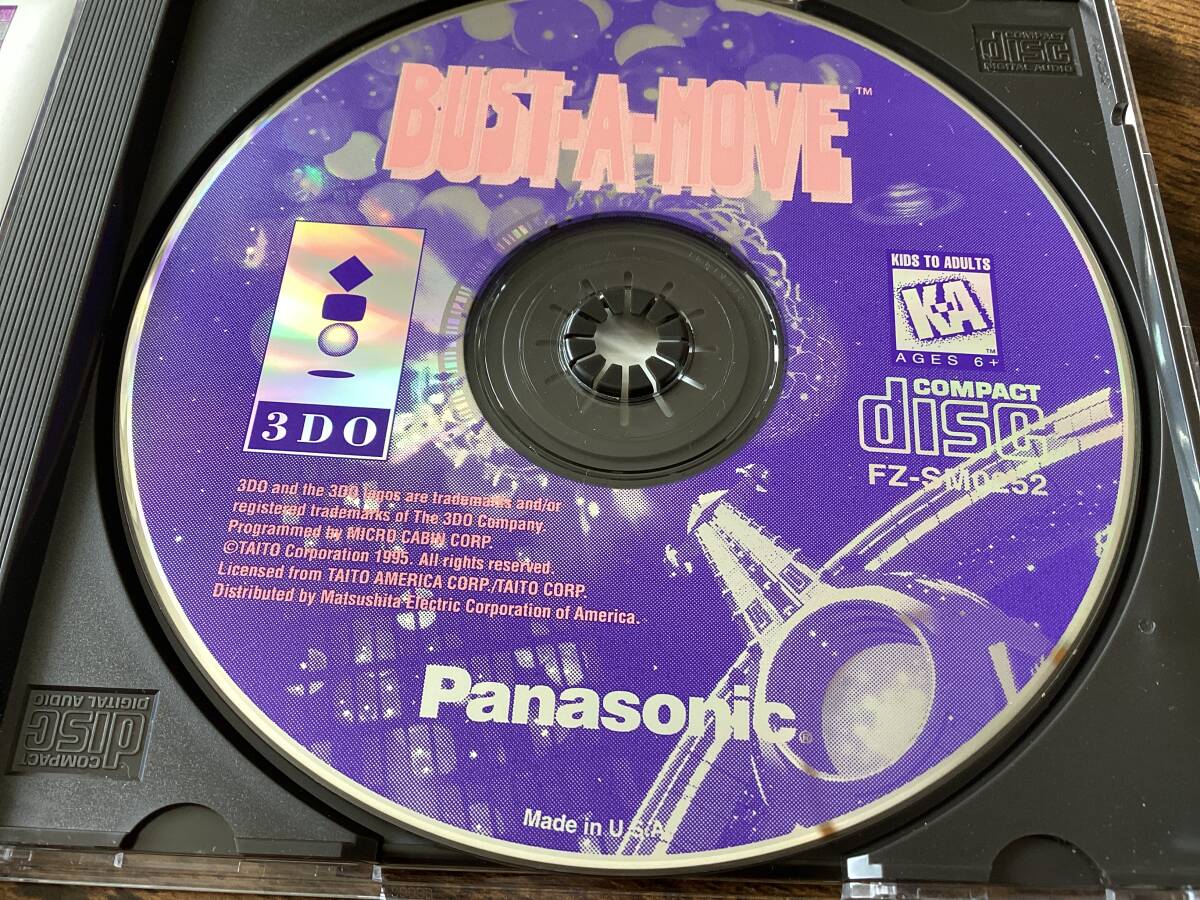 BUST-A-MOVE™
COMPACT
disc
DIGITAL AUDIO
KIDS TO ADULTS
K-A™
AGES 6+
COMPACT
disc
FZ-SM0252
3DO
3DO and the 3DO logos are trademarks and/or
registered trademarks of The 3DO Company.
Programmed by MICRO CABIN CORP.
©TAITO Corporation 1995. All rights reserved.
Licensed from TAITO AMERICA CORP./TAITO CORP.
Distributed by Matsushita Electric Corporation of America.
Panasonic®
Made in U.S.A.
COMPACT
disc
DIGITAL AUDIO